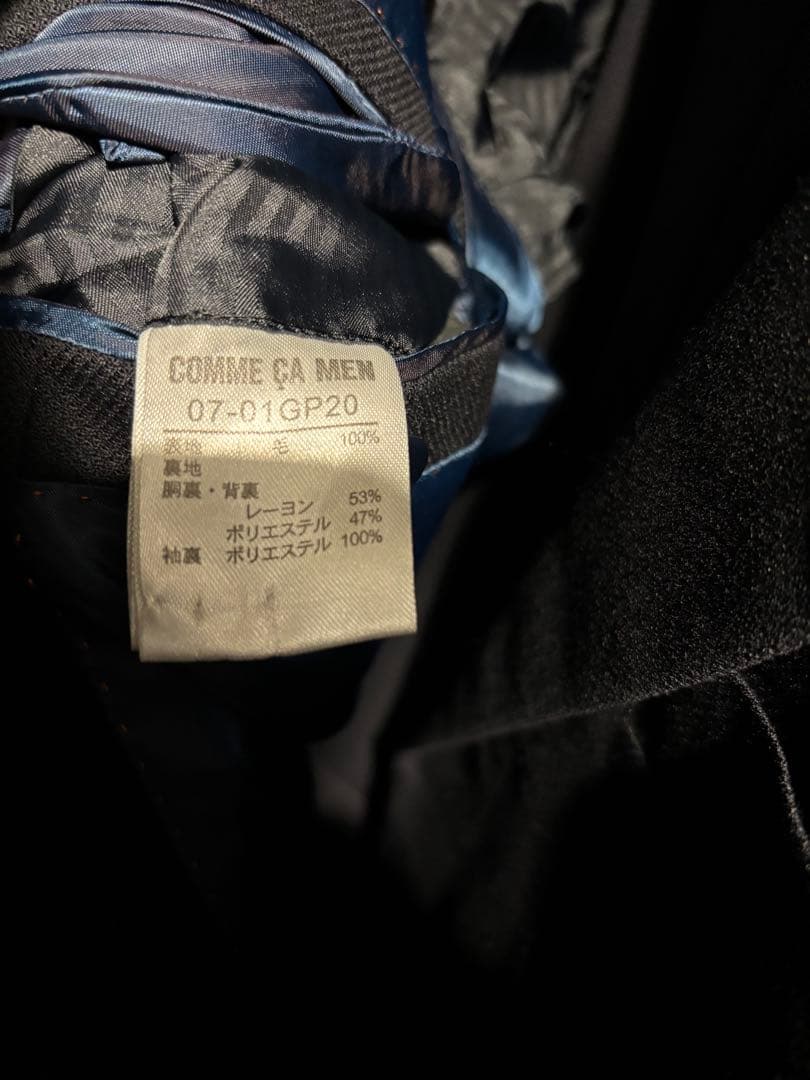 COMME ÇA MEN
07-01GP20
表地 毛 100%
裏地
胴裏・背裏
レーヨン 53%
ポリエステル 47%
袖裏 ポリエステル 100%